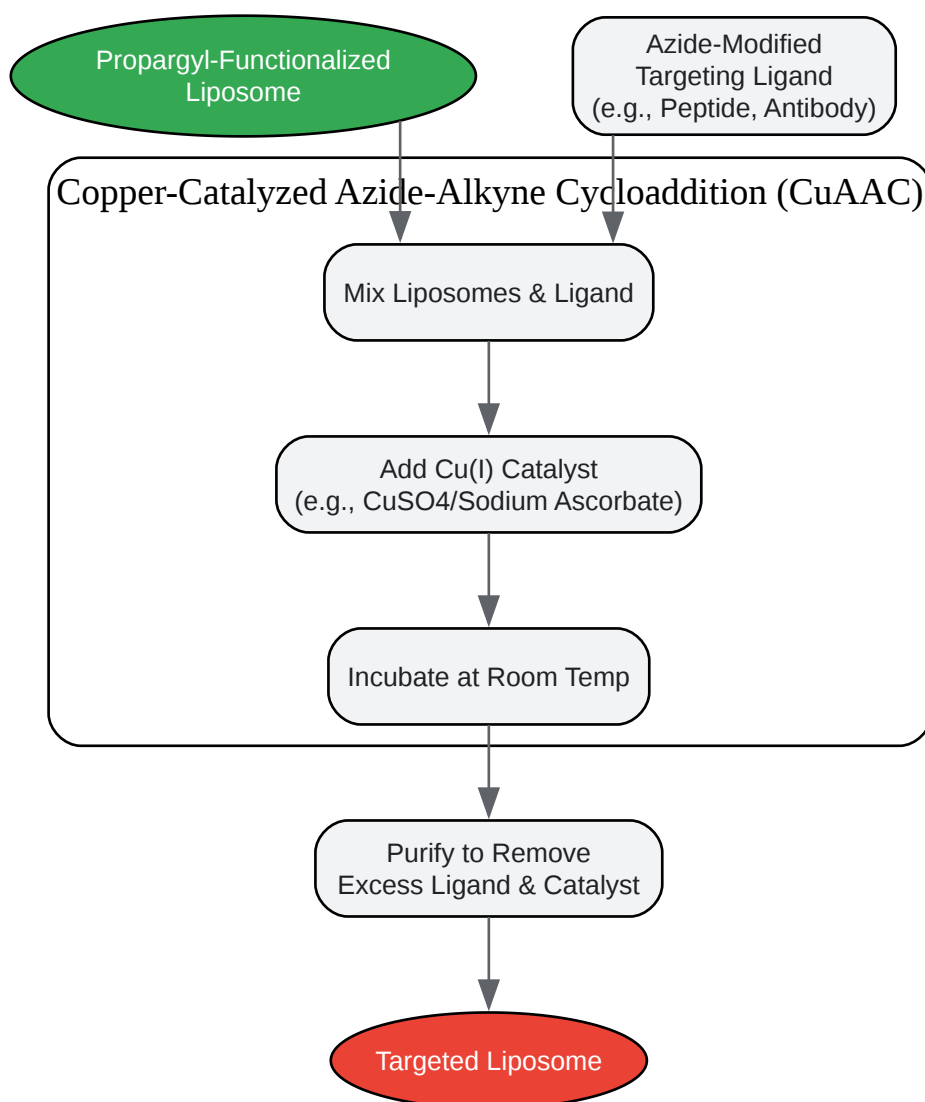 Propargyl-Functionalized
Liposome
Azide-Modified
Targeting Ligand
(e.g., Peptide, Antibody)
Copper-Catalyzed Azide-Alkyne Cycloaddition (CuAAC)
Mix Liposomes & Ligand
Add Cu(I) Catalyst
(e.g., CuSO4/Sodium Ascorbate)
Incubate at Room Temp
Purify to Remove
Excess Ligand & Catalyst
Targeted Liposome